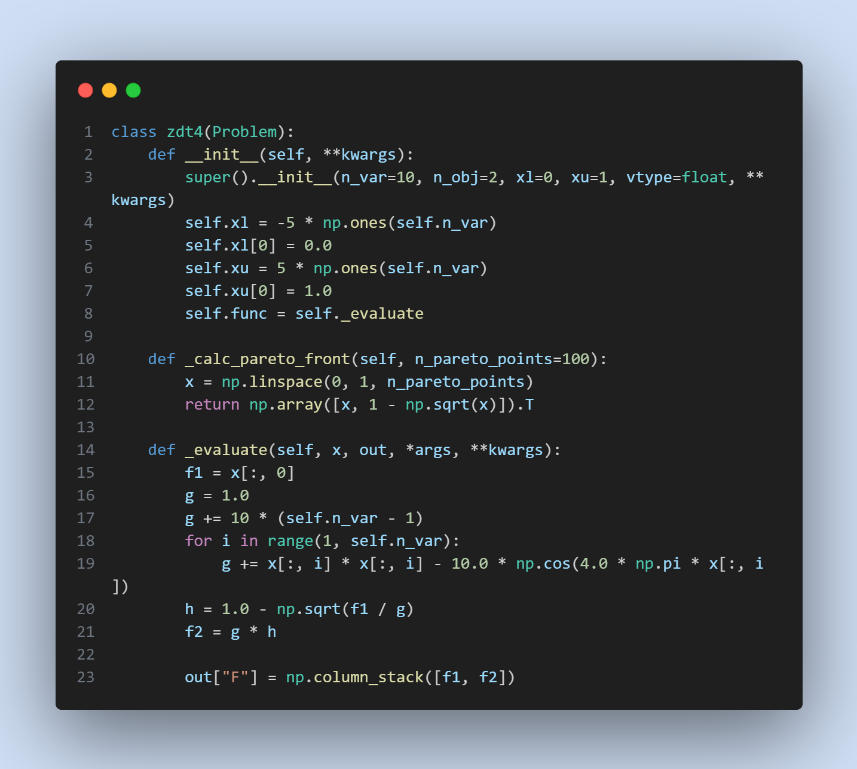 1 class zdt4(Problem):
2     def __init__(self, **kwargs):
3         super().__init__(n_var=10, n_obj=2, xl=0, xu=1, vtype=float, **
kwargs)
4         self.xl = -5 * np.ones(self.n_var)
5         self.xl[0] = 0.0
6         self.xu = 5 * np.ones(self.n_var)
7         self.xu[0] = 1.0
8         self.func = self._evaluate
9
10     def _calc_pareto_front(self, n_pareto_points=100):
11         x = np.linspace(0, 1, n_pareto_points)
12         return np.array([x, 1 - np.sqrt(x)]).T
13
14     def _evaluate(self, x, out, *args, **kwargs):
15         f1 = x[:, 0]
16         g = 1.0
17         g += 10 * (self.n_var - 1)
18         for i in range(1, self.n_var):
19             g += x[:, i] * x[:, i] - 10.0 * np.cos(4.0 * np.pi * x[:, i
])
20         h = 1.0 - np.sqrt(f1 / g)
21         f2 = g * h
22
23         out["F"] = np.column_stack([f1, f2])